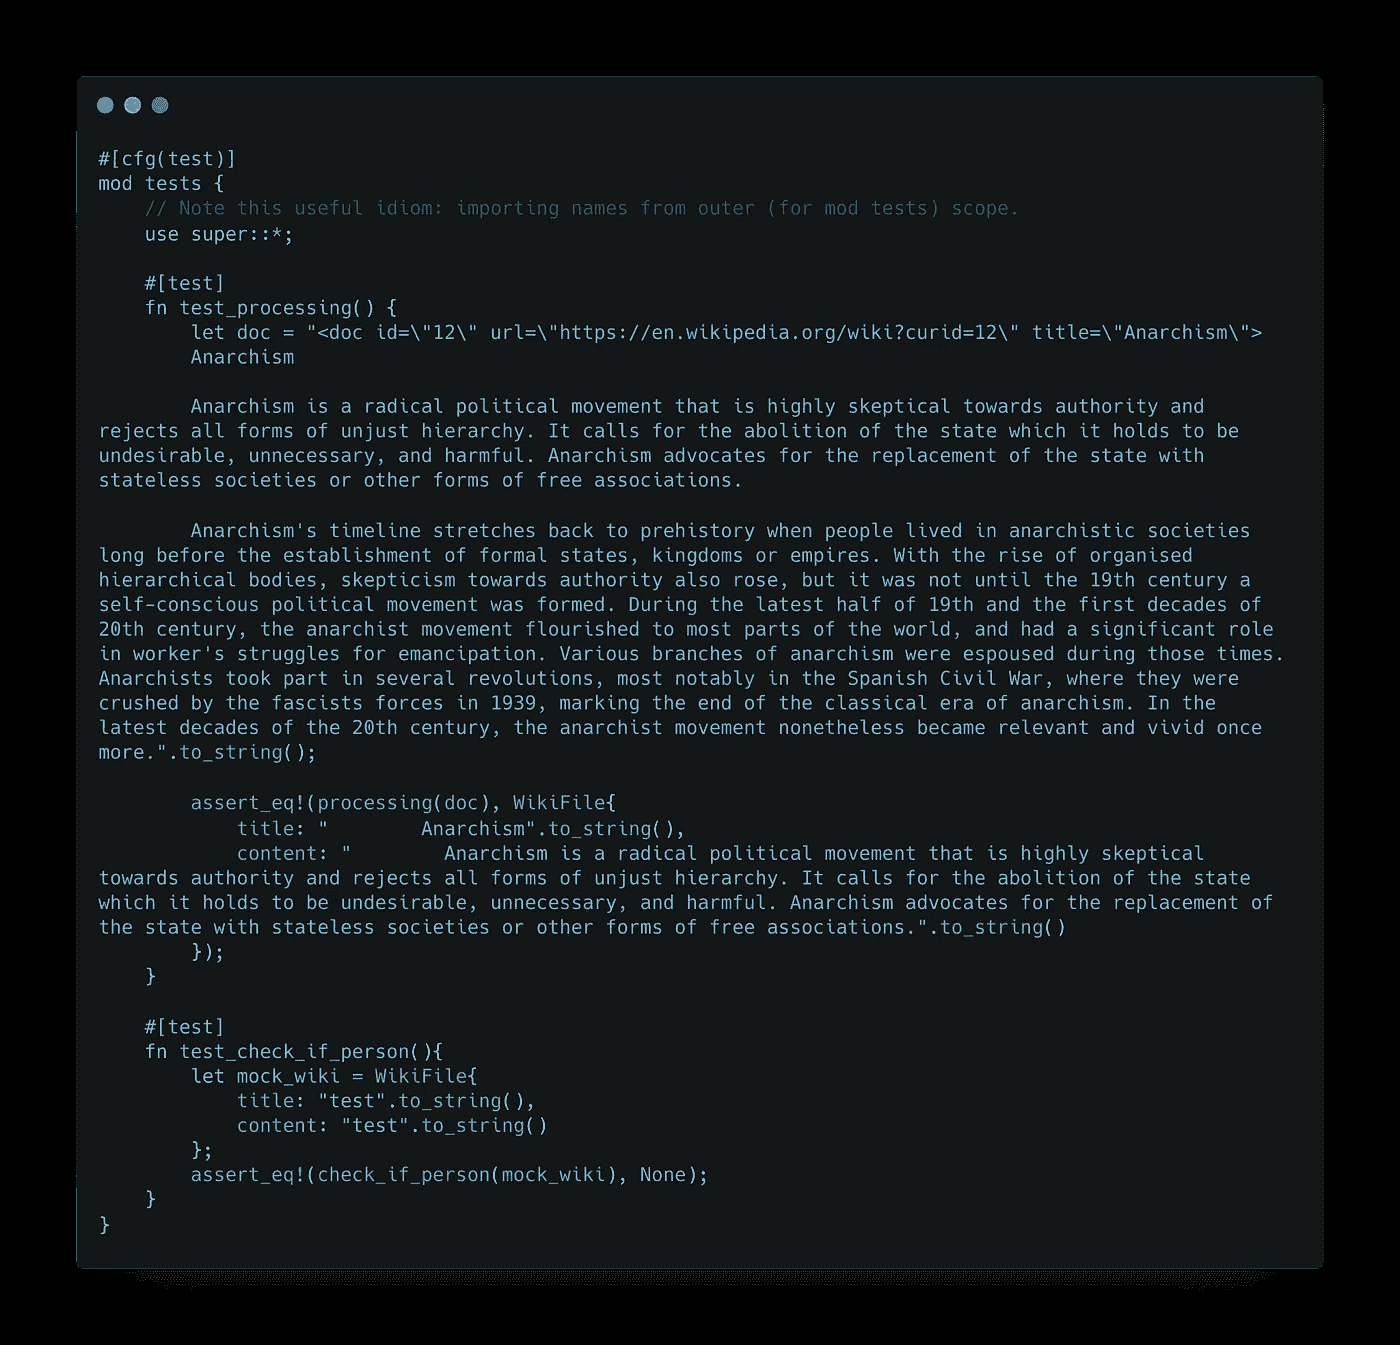 #[cfg(test)]
mod tests {
    // Note this useful idiom: importing names from outer (for mod tests) scope.
    use super::*;

    #[test]
    fn test_processing() {
        let doc = "<doc id=\"12\" url=\"https://en.wikipedia.org/wiki?curid=12\" title=\"Anarchism\">
        Anarchism

        Anarchism is a radical political movement that is highly skeptical towards authority and
rejects all forms of unjust hierarchy. It calls for the abolition of the state which it holds to be
undesirable, unnecessary, and harmful. Anarchism advocates for the replacement of the state with
stateless societies or other forms of free associations.

        Anarchism's timeline stretches back to prehistory when people lived in anarchistic societies
long before the establishment of formal states, kingdoms or empires. With the rise of organised
hierarchical bodies, skepticism towards authority also rose, but it was not until the 19th century a
self-conscious political movement was formed. During the latest half of 19th and the first decades of
20th century, the anarchist movement flourished to most parts of the world, and had a significant role
in worker's struggles for emancipation. Various branches of anarchism were espoused during those times.
Anarchists took part in several revolutions, most notably in the Spanish Civil War, where they were
crushed by the fascists forces in 1939, marking the end of the classical era of anarchism. In the
latest decades of the 20th century, the anarchist movement nonetheless became relevant and vivid once
more.".to_string();

        assert_eq!(processing(doc), WikiFile{
            title: "        Anarchism".to_string(),
            content: "        Anarchism is a radical political movement that is highly skeptical
towards authority and rejects all forms of unjust hierarchy. It calls for the abolition of the state
which it holds to be undesirable, unnecessary, and harmful. Anarchism advocates for the replacement of
the state with stateless societies or other forms of free associations.".to_string()
        });
    }

    #[test]
    fn test_check_if_person(){
        let mock_wiki = WikiFile{
            title: "test".to_string(),
            content: "test".to_string()
        };
        assert_eq!(check_if_person(mock_wiki), None);
    }
}